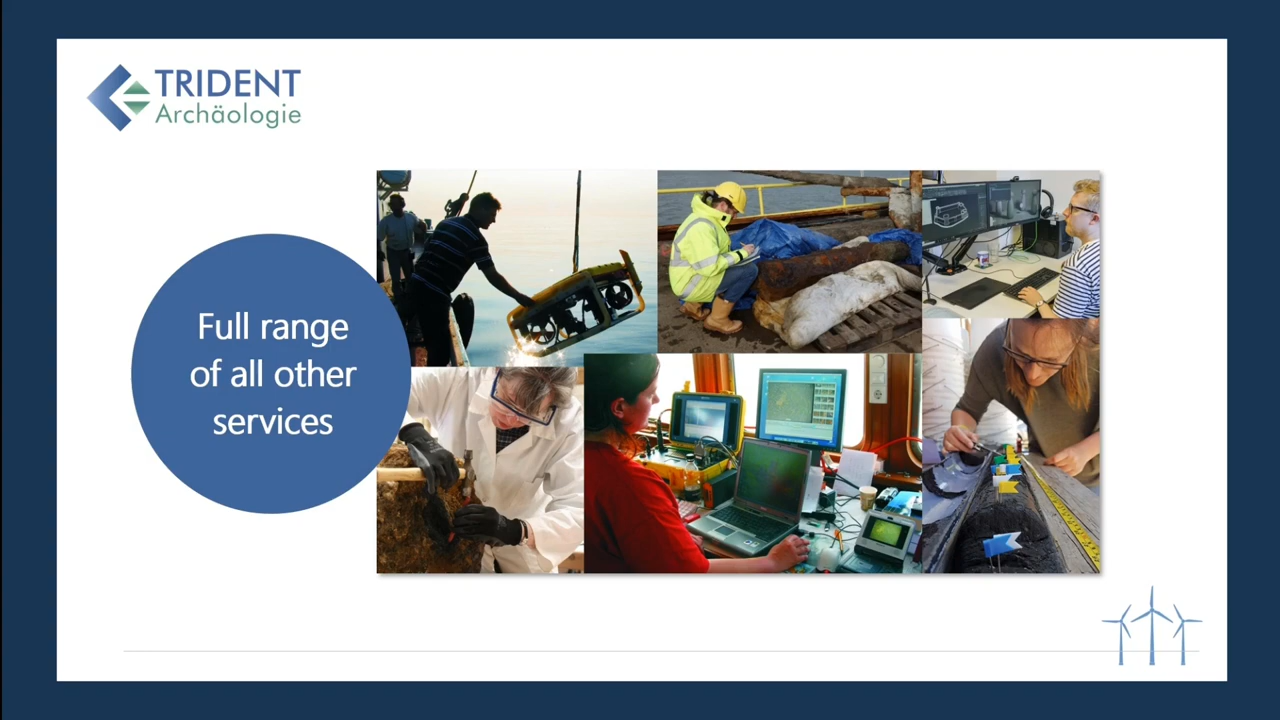 TRIDENT
Archäologie
Full range
of all other
services